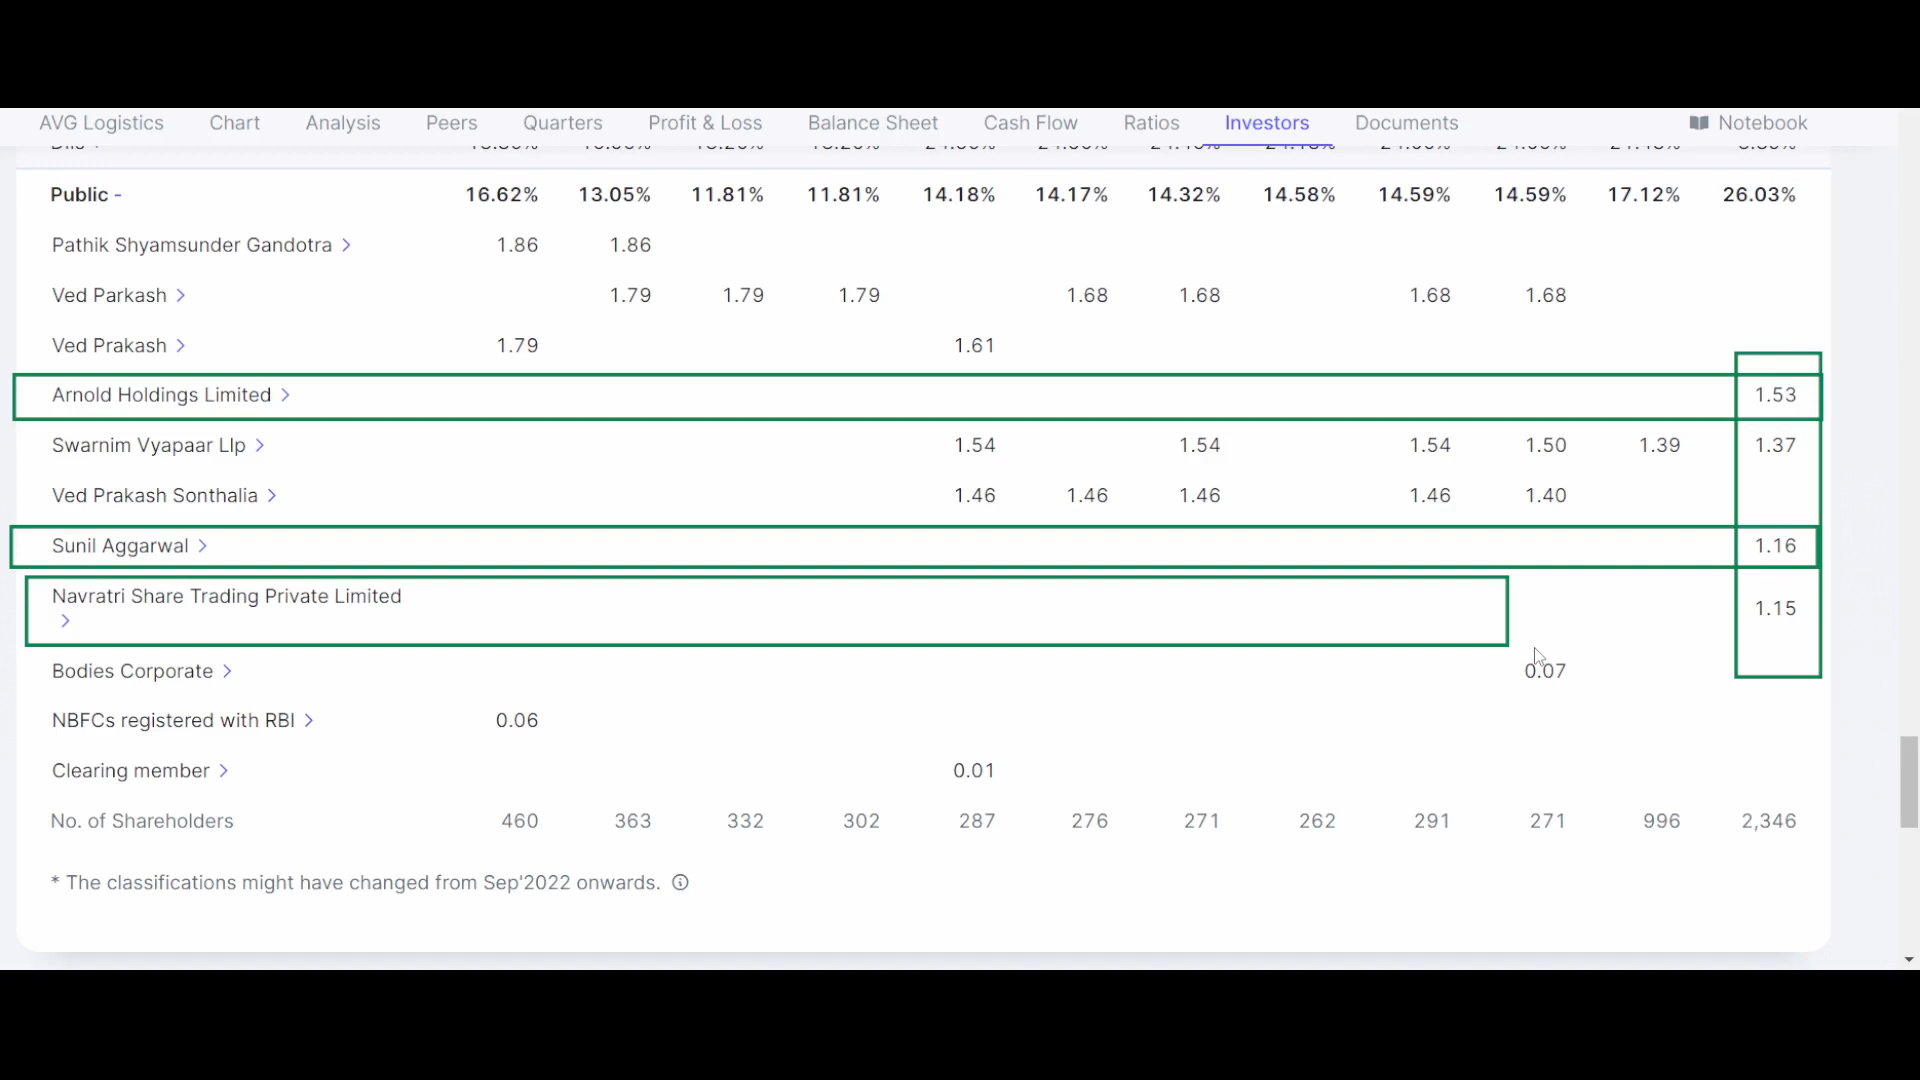 AVG Logistics Chart Analysis Peers Quarters Profit & Loss Balance Sheet Cash Flow Ratios Investors Documents Notebook
Public - 16.62% 13.05% 11.81% 11.81% 14.18% 14.17% 14.32% 14.58% 14.59% 14.59% 17.12% 26.03%
Pathik Shyamsunder Gandotra > 1.86 1.86
Ved Parkash > 1.79 1.79 1.79 1.68 1.68 1.68 1.68
Ved Prakash > 1.79 1.61
Arnold Holdings Limited > 1.53
Swarnim Vyapaar Llp > 1.54 1.54 1.54 1.50 1.39 1.37
Ved Prakash Sonthalia > 1.46 1.46 1.46 1.46 1.40
Sunil Aggarwal > 1.16
Navratri Share Trading Private Limited > 1.15
Bodies Corporate > 0.07
NBFCs registered with RBI > 0.06
Clearing member > 0.01
No. of Shareholders 460 363 332 302 287 276 271 262 291 271 996 2,346
* The classifications might have changed from Sep'2022 onwards.